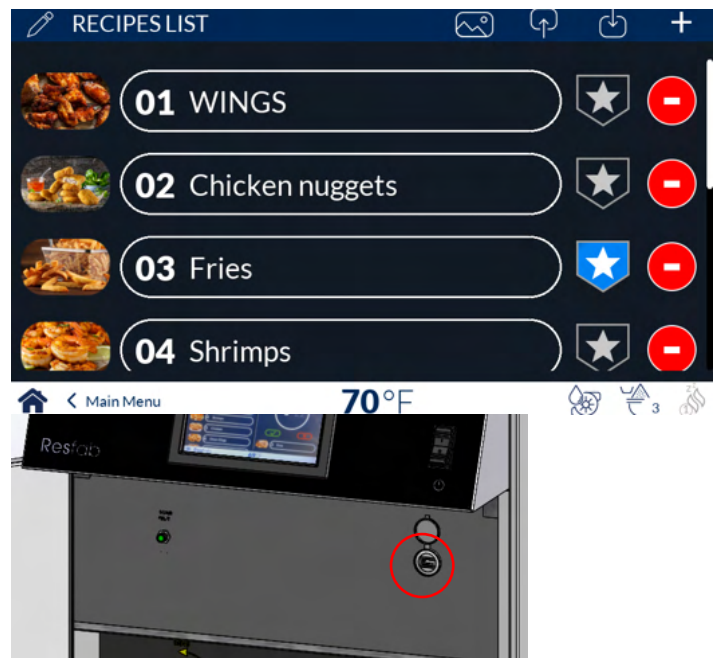 RECIPES LIST
01 WINGS
02 Chicken nuggets
03 Fries
04 Shrimps
Main Menu
70°F
3
Resfab